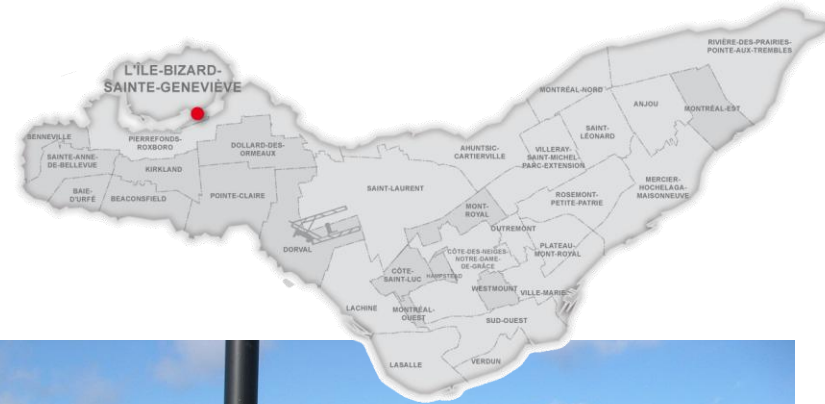 L'ÎLE-BIZARD-
SAINTE-GENEVIÈVE
RIVIÈRE-DES-PRAIRIES-
POINTE-AUX-TREMBLES
MONTRÉAL-NORD
ANJOU
MONTRÉAL-EST
SENNEVILLE
PIERREFONDS-
ROXBORO
DOLLARD-DES-
ORMEAUX
AHUNTSIC-
CARTIERVILLE
VILLERAY-
SAINT-MICHEL-
PARC-EXTENSION
SAINT-
LÉONARD
SAINTE-ANNE-
DE-BELLEVUE
KIRKLAND
MERCIER-
HOCHELAGA-
MAISONNEUVE
BAIE-
D'URFÉ
BEACONSFIELD
POINTE-CLAIRE
SAINT-LAURENT
MONT-
ROYAL
ROSEMONT-
PETITE-PATRIE
OUTREMONT
DORVAL
CÔTE-DES-NEIGES-
NOTRE-DAME-
DE-GRÂCE
PLATEAU-
MONT-ROYAL
CÔTE-
SAINT-LUC
HAMPSTEAD
WESTMOUNT
VILLE-MARIE
LACHINE
MONTRÉAL-
OUEST
SUD-OUEST
LASALLE
VERDUN